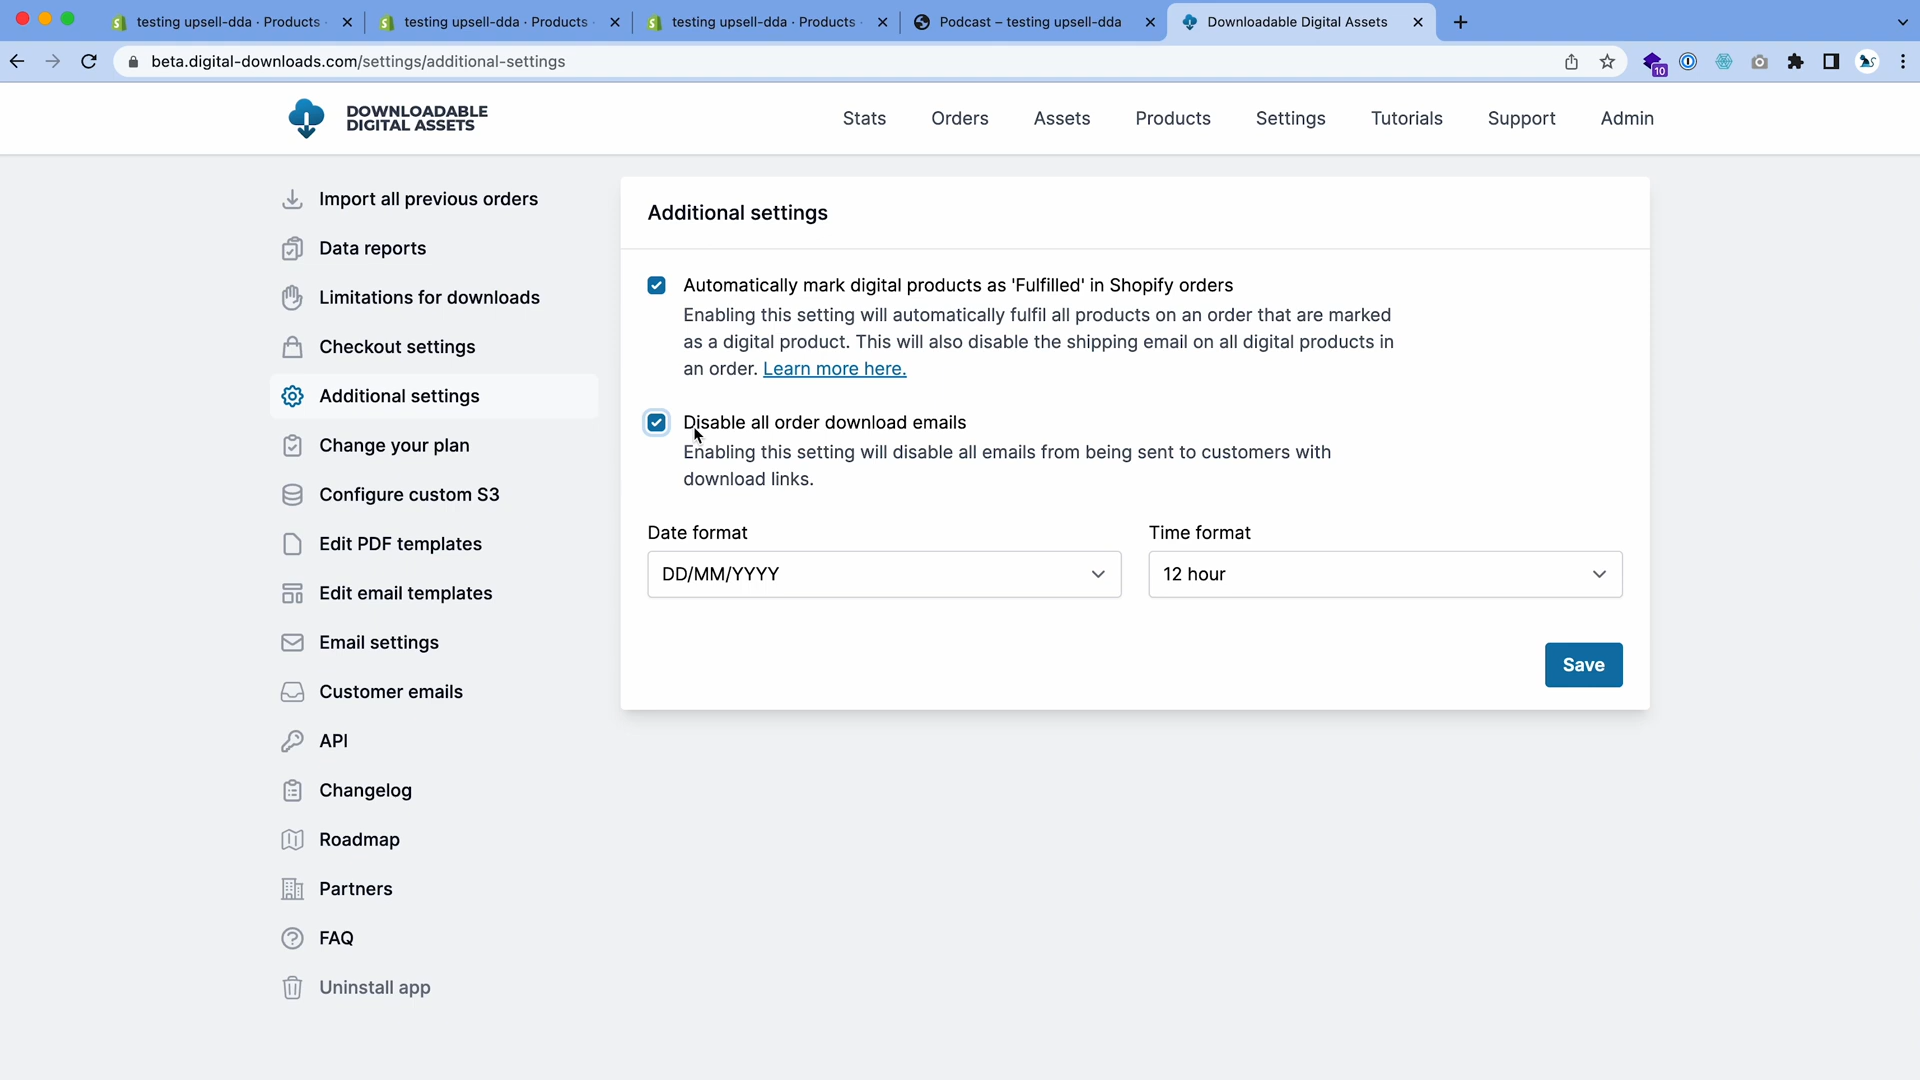 testing upsell-dda · Products
testing upsell-dda · Products
testing upsell-dda · Products
Podcast – testing upsell-dda
Downloadable Digital Assets
beta.digital-downloads.com/settings/additional-settings
10
DOWNLOADABLE
DIGITAL ASSETS
Stats
Orders
Assets
Products
Settings
Tutorials
Support
Admin
Import all previous orders
Data reports
Limitations for downloads
Checkout settings
Additional settings
Change your plan
Configure custom S3
Edit PDF templates
Edit email templates
Email settings
Customer emails
API
Changelog
Roadmap
Partners
FAQ
Uninstall app
Additional settings
Automatically mark digital products as 'Fulfilled' in Shopify orders
Enabling this setting will automatically fulfil all products on an order that are marked
as a digital product. This will also disable the shipping email on all digital products in
an order. Learn more here.
Disable all order download emails
Enabling this setting will disable all emails from being sent to customers with
download links.
Date format
Time format
DD/MM/YYYY
12 hour
Save